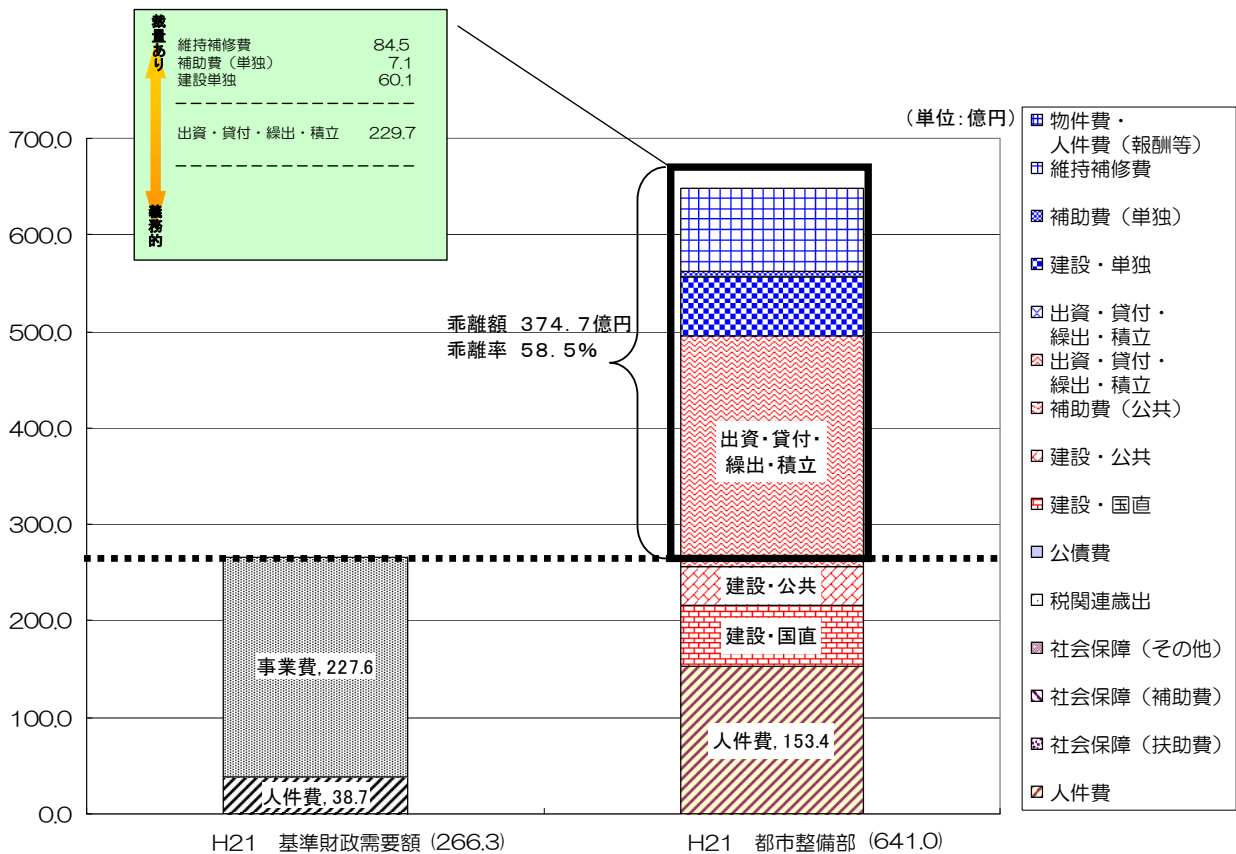 裁量あり
維持補修費 84.5
補助費（単独） 7.1
建設単独 60.1
出資・貸付・繰出・積立 229.7
義務的
（単位：億円）
700.0
600.0
500.0
400.0
300.0
200.0
100.0
0.0
乖離額 374.7億円
乖離率 58.5%
事業費, 227.6
人件費, 38.7
出資・貸付・
繰出・積立
建設・公共
建設・国直
人件費, 153.4
H21 基準財政需要額 (266.3)
H21 都市整備部 (641.0)
物件費・
人件費（報酬等）
維持補修費
補助費（単独）
建設・単独
出資・貸付・
繰出・積立
出資・貸付・
繰出・積立
補助費（公共）
建設・公共
建設・国直
公債費
税関連歳出
社会保障（その他）
社会保障（補助費）
社会保障（扶助費）
人件費